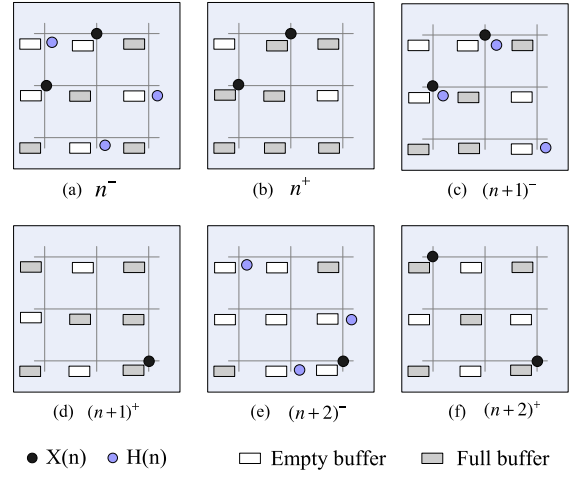 (a) n⁻ (b) n⁺ (c) (n+1)⁻
(d) (n+1)⁺ (e) (n+2)⁻ (f) (n+2)⁺
X(n) H(n) Empty buffer Full buffer